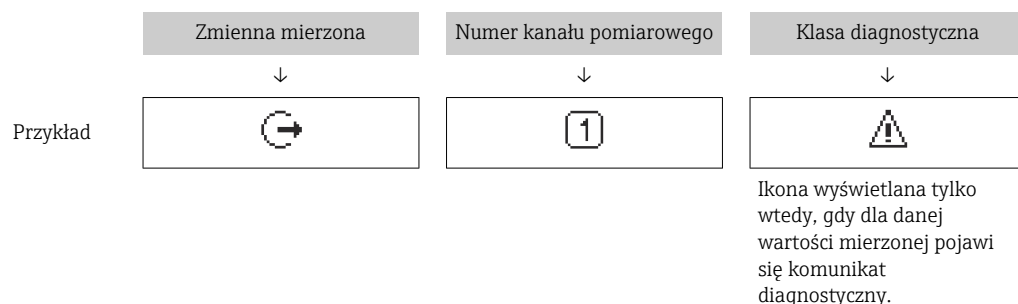 Zmienna mierzona
Numer kanału pomiarowego
Klasa diagnostyczna
↓
↓
↓
Przykład
1
Ikona wyświetlana tylko
wtedy, gdy dla danej
wartości mierzonej pojawi
się komunikat
diagnostyczny.